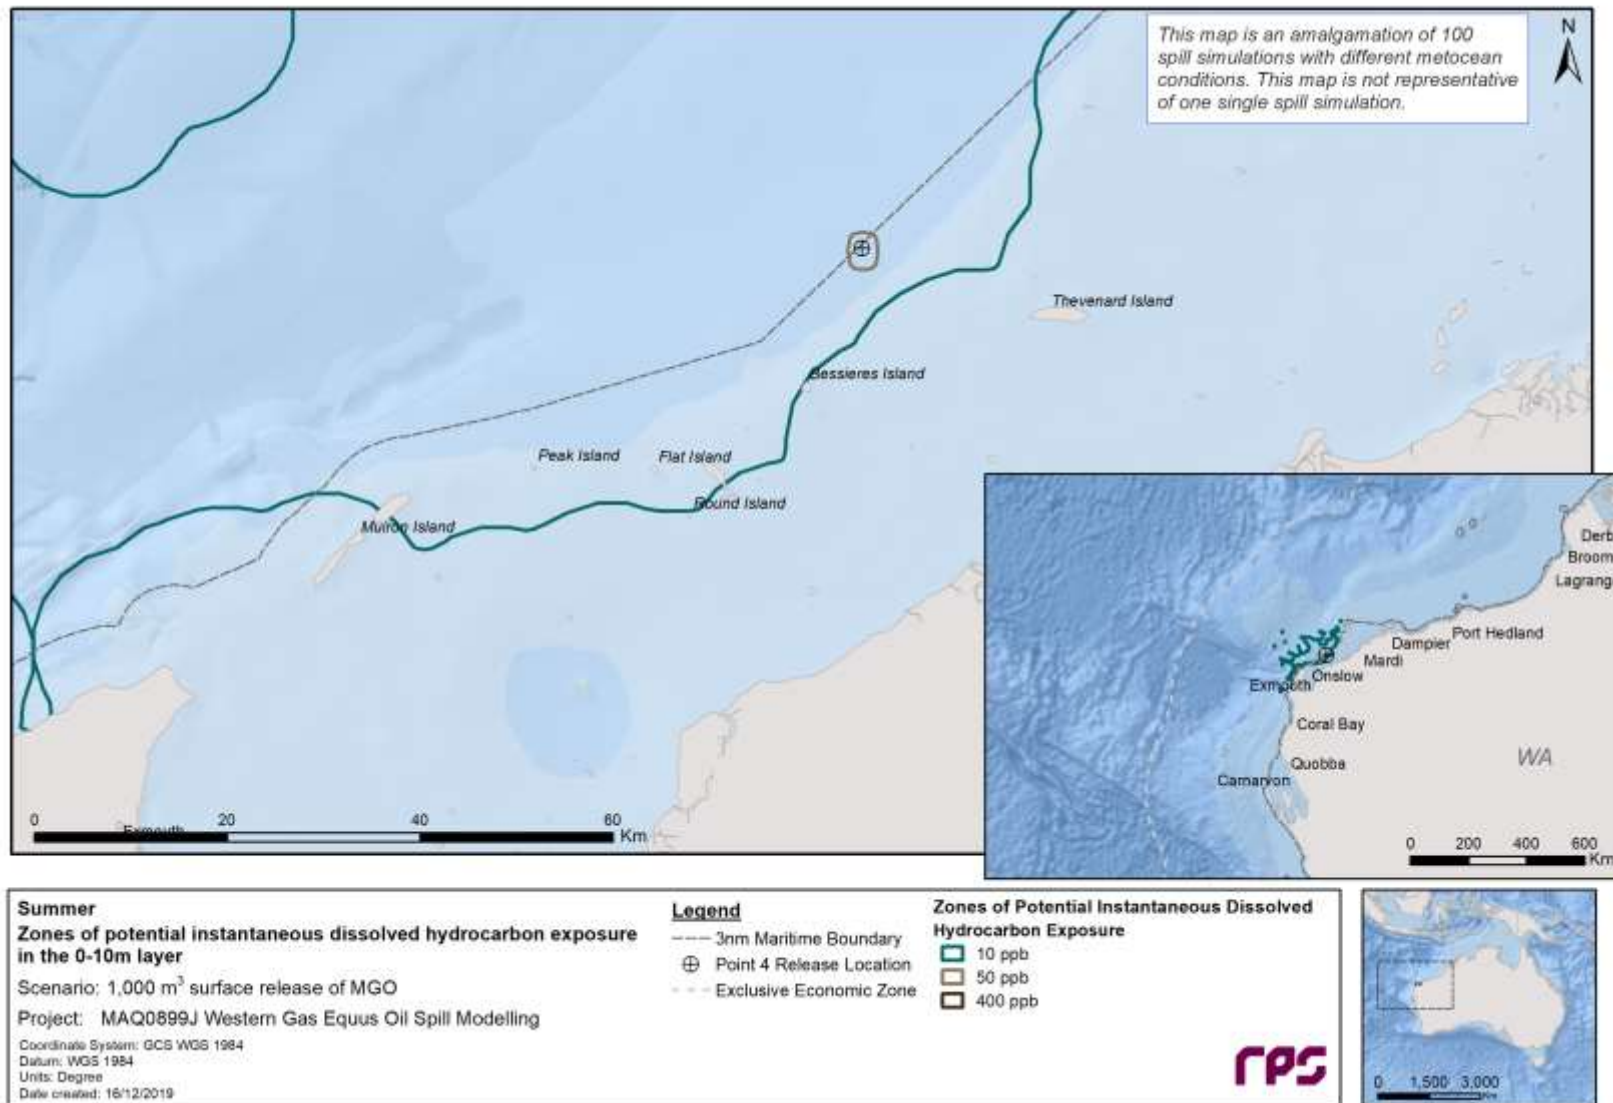 This map is an amalgamation of 100
spill simulations with different metocean
conditions. This map is not representative
of one single spill simulation.
N
Thevenard Island
Bessieres Island
Peak Island
Flat Island
Round Island
Muiron Island
Exmouth
0 20 40 60 Km
Derb
Broom
Lagrang
Port Hedland
Dampier
Mardi
Onslow
Exmouth
Coral Bay
Quobba
Carnarvon
WA
0 200 400 600 Km
Summer
Zones of potential instantaneous dissolved hydrocarbon exposure
in the 0-10m layer
Scenario: 1,000 m³ surface release of MGO
Project: MAQ0899J Western Gas Equus Oil Spill Modelling
Coordinate System: GCS WGS 1984
Datum: WGS 1984
Units: Degree
Date created: 16/12/2019
Legend
3nm Maritime Boundary
Point 4 Release Location
Exclusive Economic Zone
Zones of Potential Instantaneous Dissolved
Hydrocarbon Exposure
10 ppb
50 ppb
400 ppb
rps
0 1,500 3,000
Km